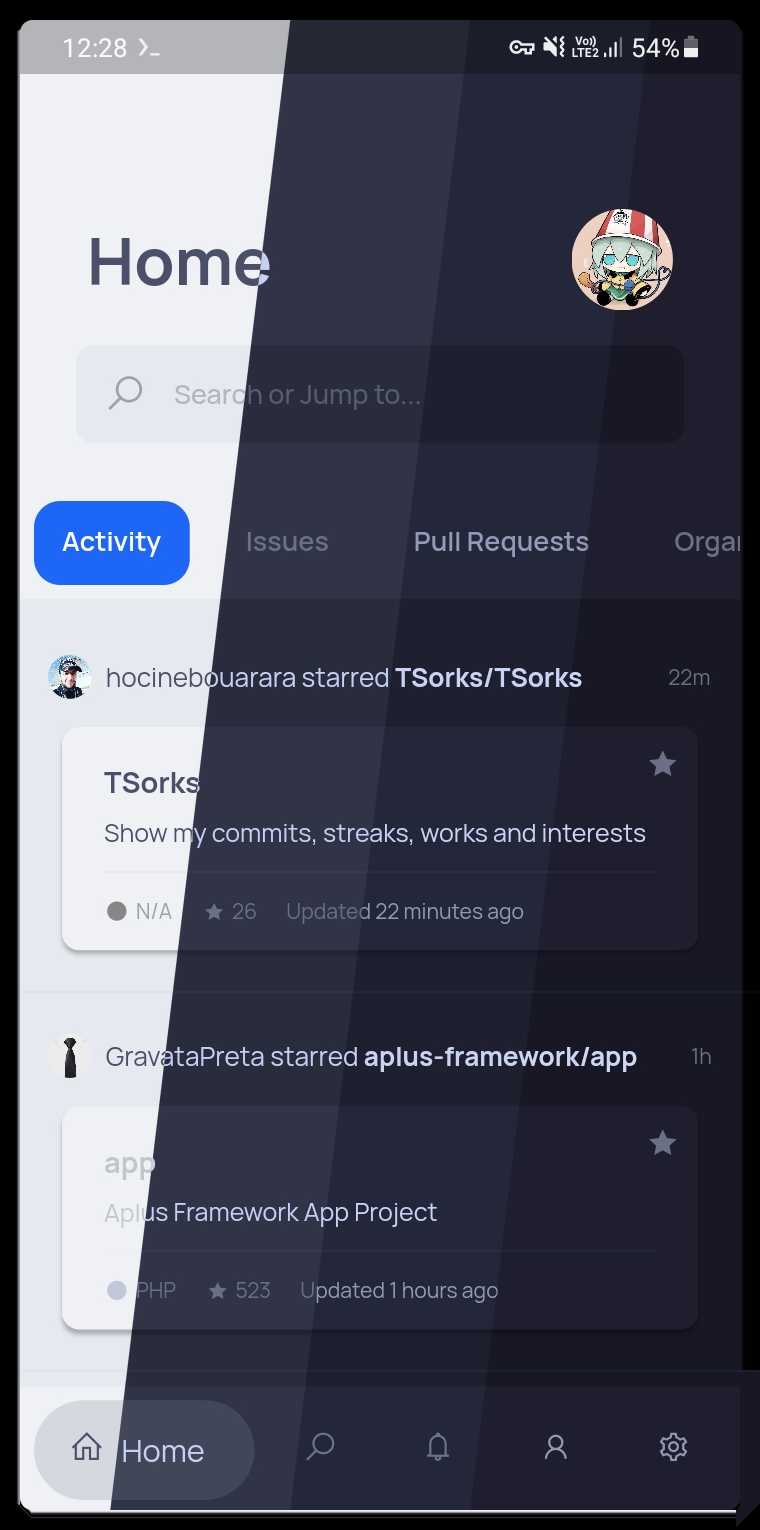 12:28
Vo))
LTE2
54%
Home
Search or Jump to...
Activity Issues Pull Requests Orga
hocinebouarara starred TSorks/TSorks 22m
TSorks
Show my commits, streaks, works and interests
N/A 26 Updated 22 minutes ago
GravataPreta starred aplus-framework/app 1h
app
Aplus Framework App Project
PHP 523 Updated 1 hours ago
Home